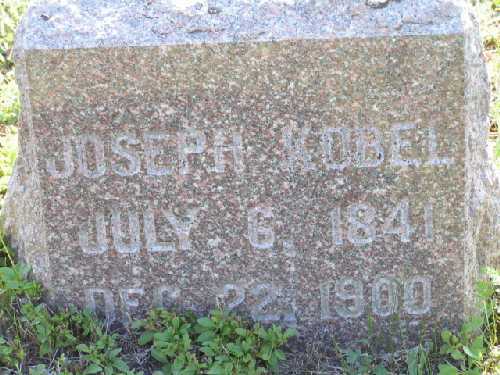 JOSEPH KOBEL
JULY. 6, 1841
DEC. 22, 1900